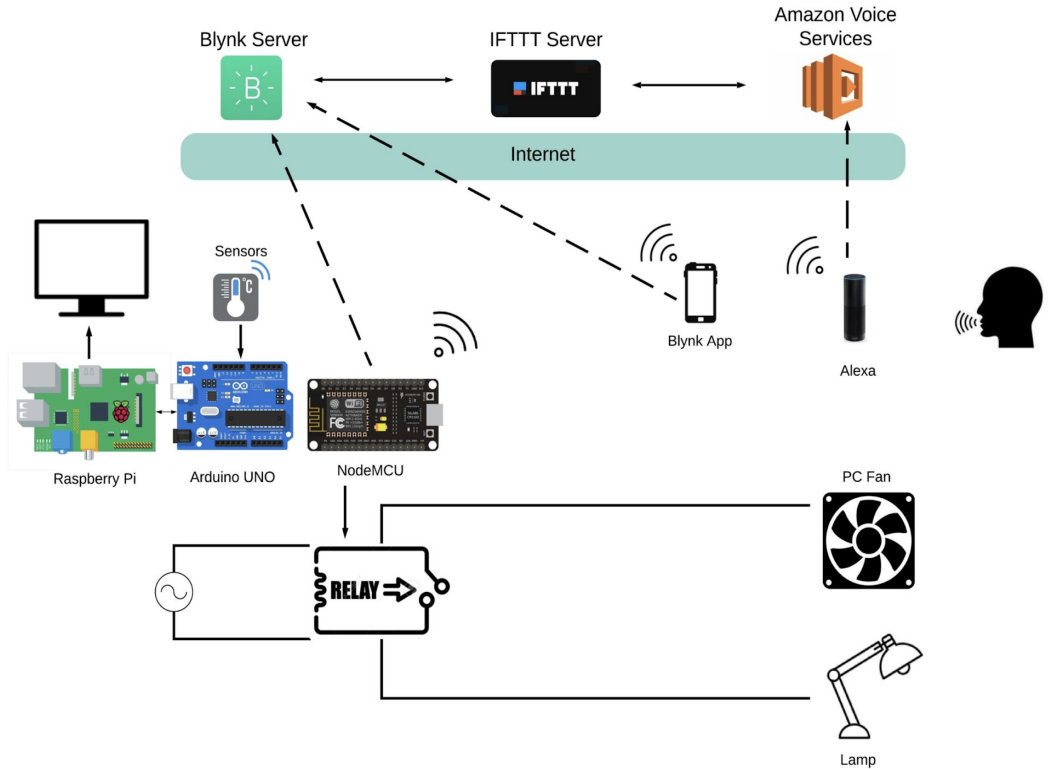 Blynk Server
IFTTT Server
Amazon Voice
Services
B
IFTTT
Internet
Sensors
°C
Blynk App
Alexa
Raspberry Pi
Arduino UNO
NodeMCU
PC Fan
RELAY
Lamp